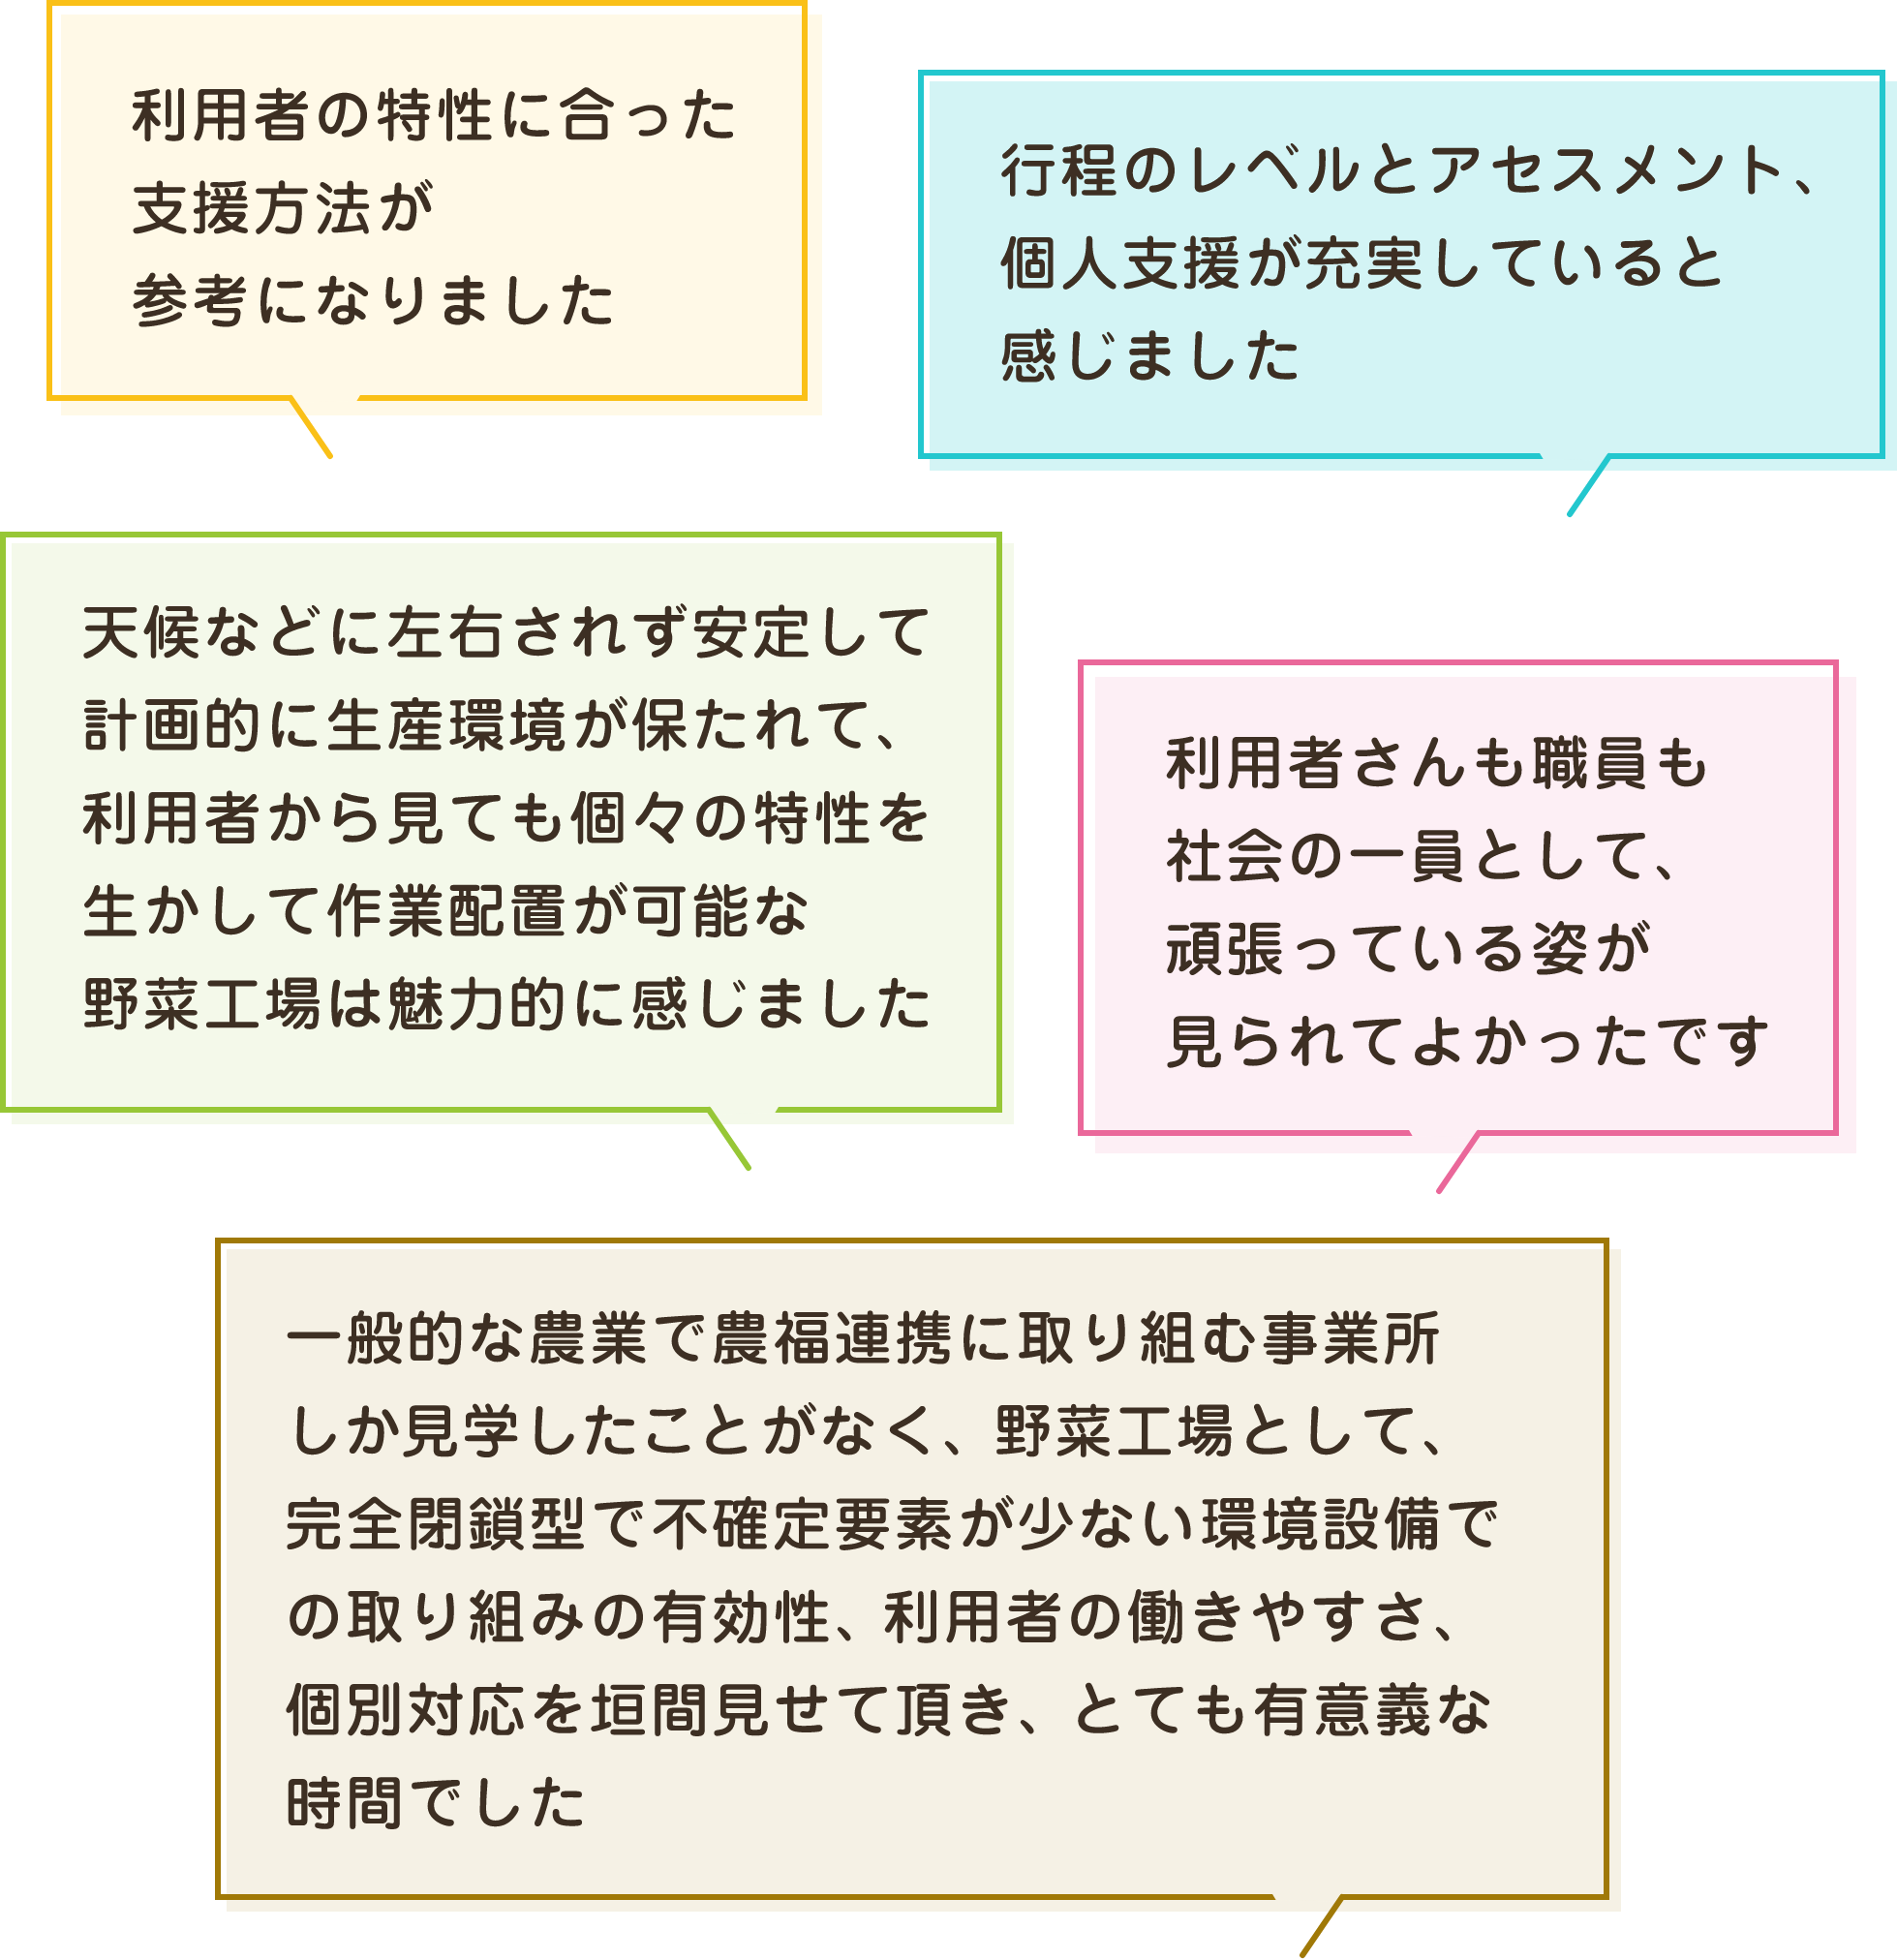 利用者の特性に合った
支援方法が
参考になりました
行程のレベルとアセスメント、
個人支援が充実していると
感じました
天候などに左右されず安定して
計画的に生産環境が保たれて、
利用者から見ても個々の特性を
生かして作業配置が可能な
野菜工場は魅力的に感じました
利用者さんも職員も
社会の一員として、
頑張っている姿が
見られてよかったです
一般的な農業で農福連携に取り組む事業所
しか見学したことがなく、野菜工場として、
完全閉鎖型で不確定要素が少ない環境設備で
の取り組みの有効性、利用者の働きやすさ、
個別対応を垣間見せて頂き、とても有意義な
時間でした